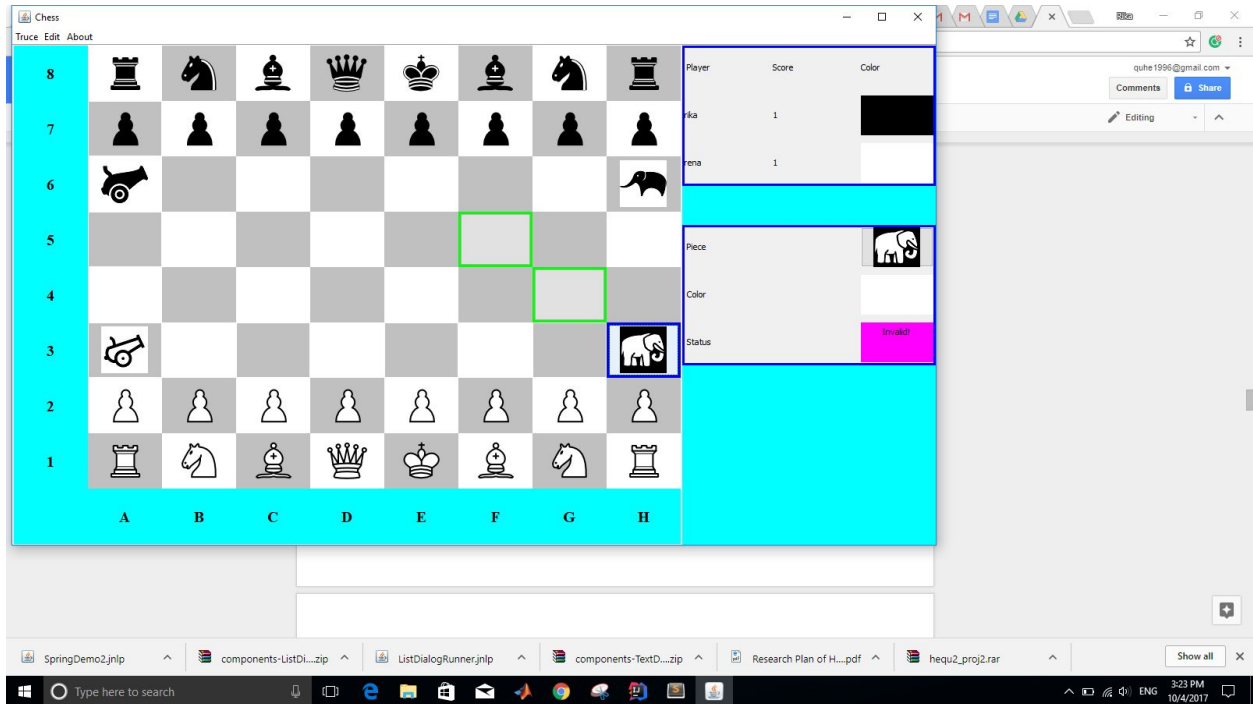 Chess
Truce Edit About
8
7
6
5
4
3
2
1
A B C D E F G H
Player Score Color
rika 1
rena 1
Piece
Color
Status Invalid!
quhe1996@gmail.com
Comments Share
Editing
SpringDemo2.jnlp components-ListDi....zip ListDialogRunner.jnlp components-TextD....zip Research Plan of H....pdf hequ2_proj2.rar Show all
Type here to search ENG 3:23 PM
10/4/2017